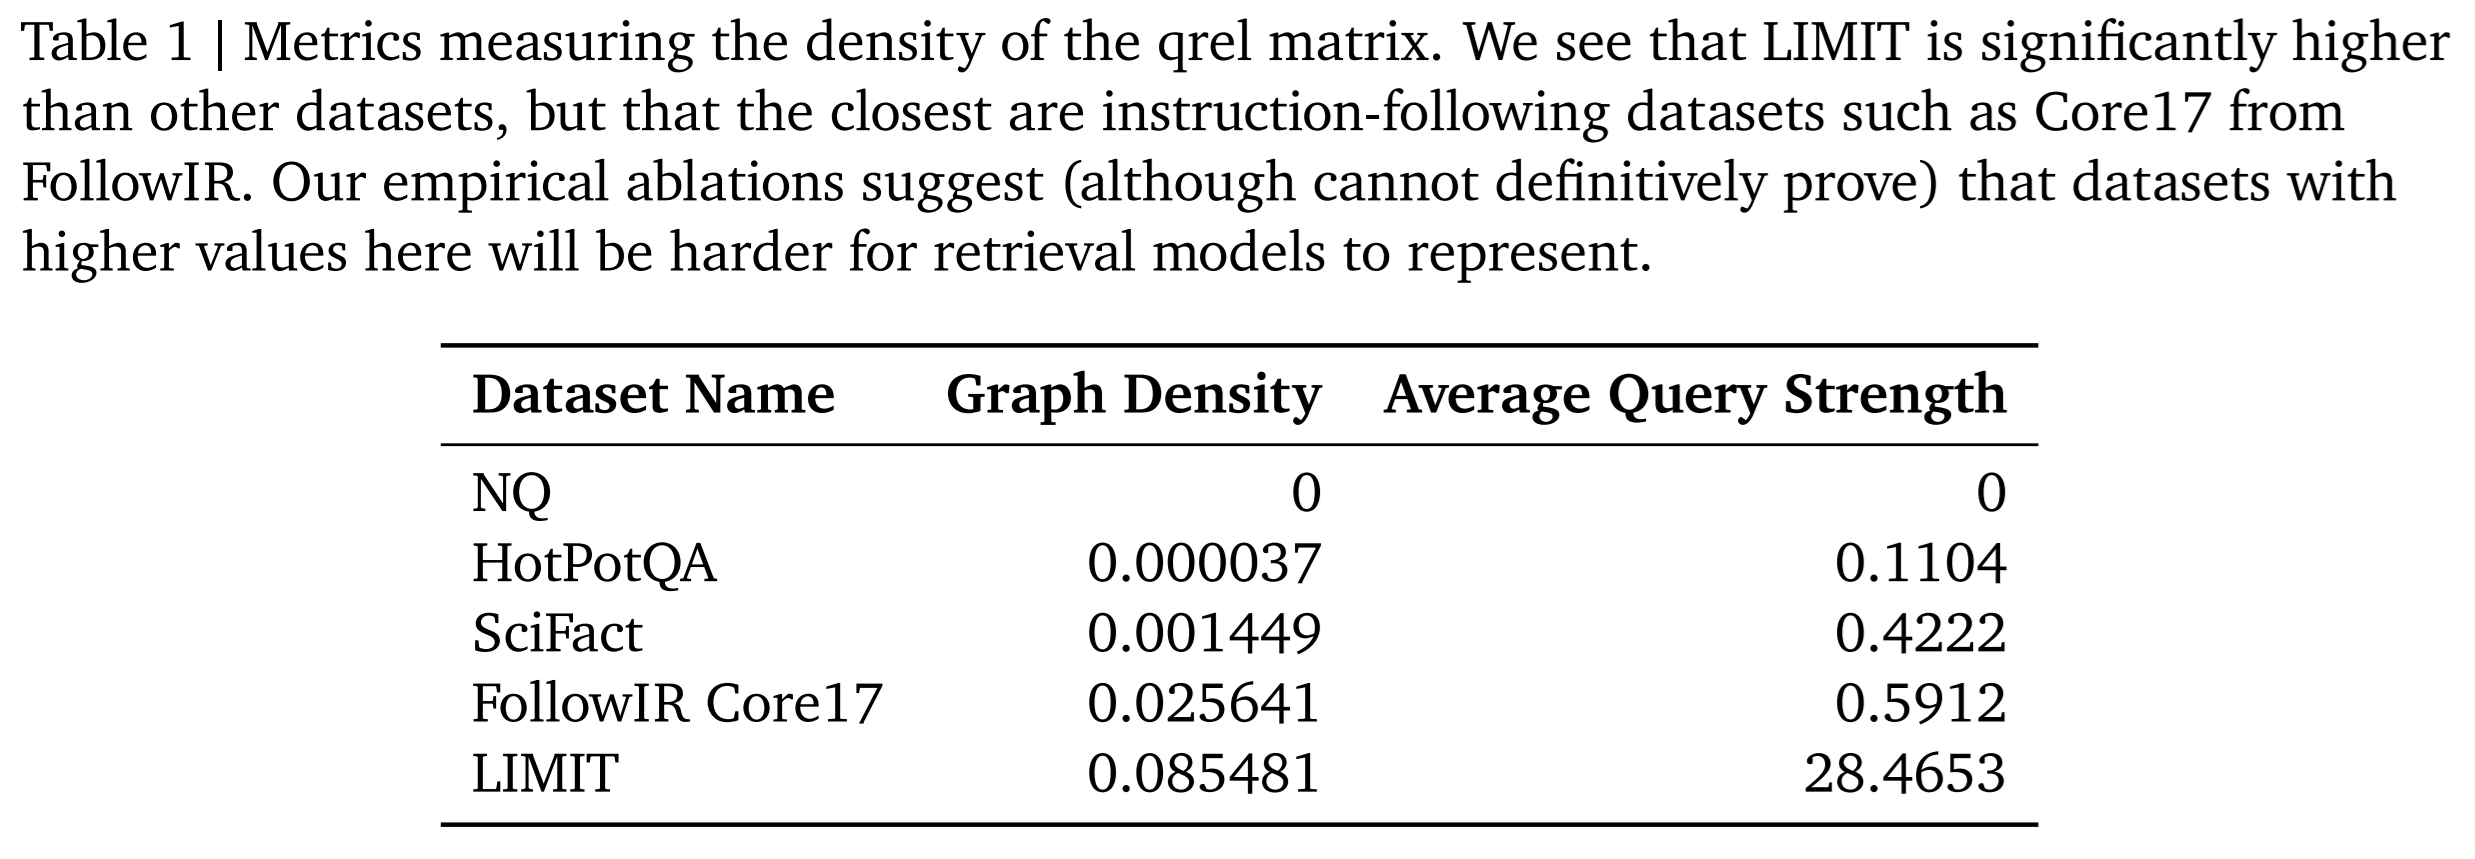 Table 1 | Metrics measuring the density of the qrel matrix. We see that LIMIT is significantly higher
than other datasets, but that the closest are instruction-following datasets such as Core17 from
FollowIR. Our empirical ablations suggest (although cannot definitively prove) that datasets with
higher values here will be harder for retrieval models to represent.
Dataset Name Graph Density Average Query Strength
NQ 0 0
HotPotQA 0.000037 0.1104
SciFact 0.001449 0.4222
FollowIR Core17 0.025641 0.5912
LIMIT 0.085481 28.4653